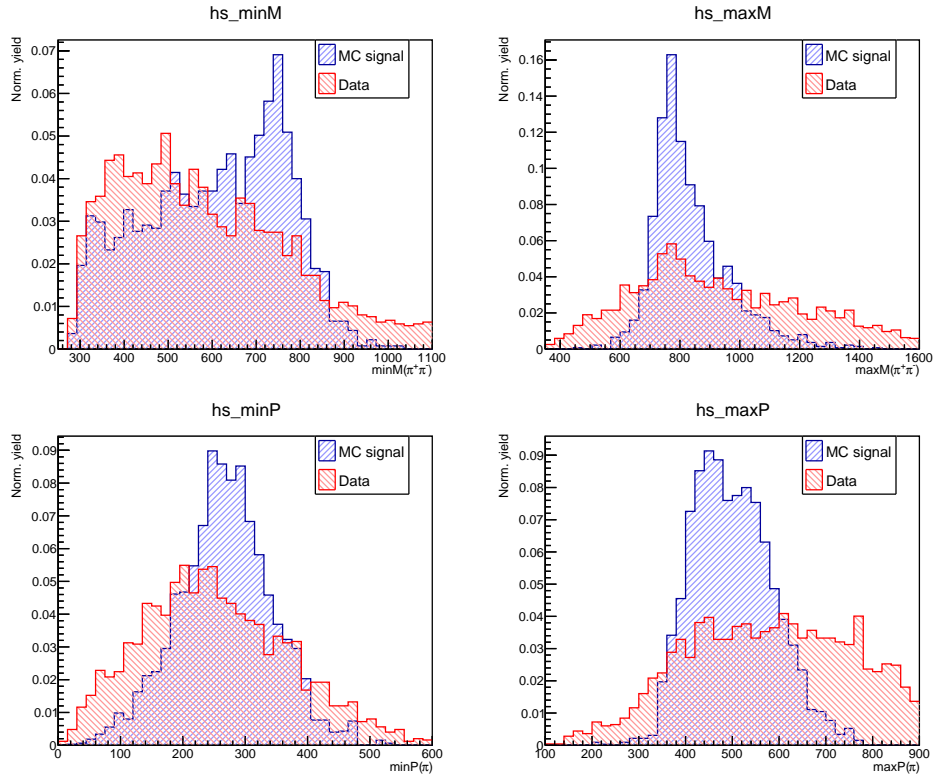 hs_minM
Norm. yield
0.07
0.06
0.05
0.04
0.03
0.02
0.01
0
300 400 500 600 700 800 900 1000 1100
minM(π⁺π⁻)
MC signal
Data
hs_maxM
Norm. yield
0.16
0.14
0.12
0.1
0.08
0.06
0.04
0.02
0
400 600 800 1000 1200 1400 1600
maxM(π⁺π⁻)
MC signal
Data
hs_minP
Norm. yield
0.09
0.08
0.07
0.06
0.05
0.04
0.03
0.02
0.01
0
0 100 200 300 400 500 600
minP(π)
MC signal
Data
hs_maxP
Norm. yield
0.09
0.08
0.07
0.06
0.05
0.04
0.03
0.02
0.01
0
100 200 300 400 500 600 700 800 900
maxP(π)
MC signal
Data